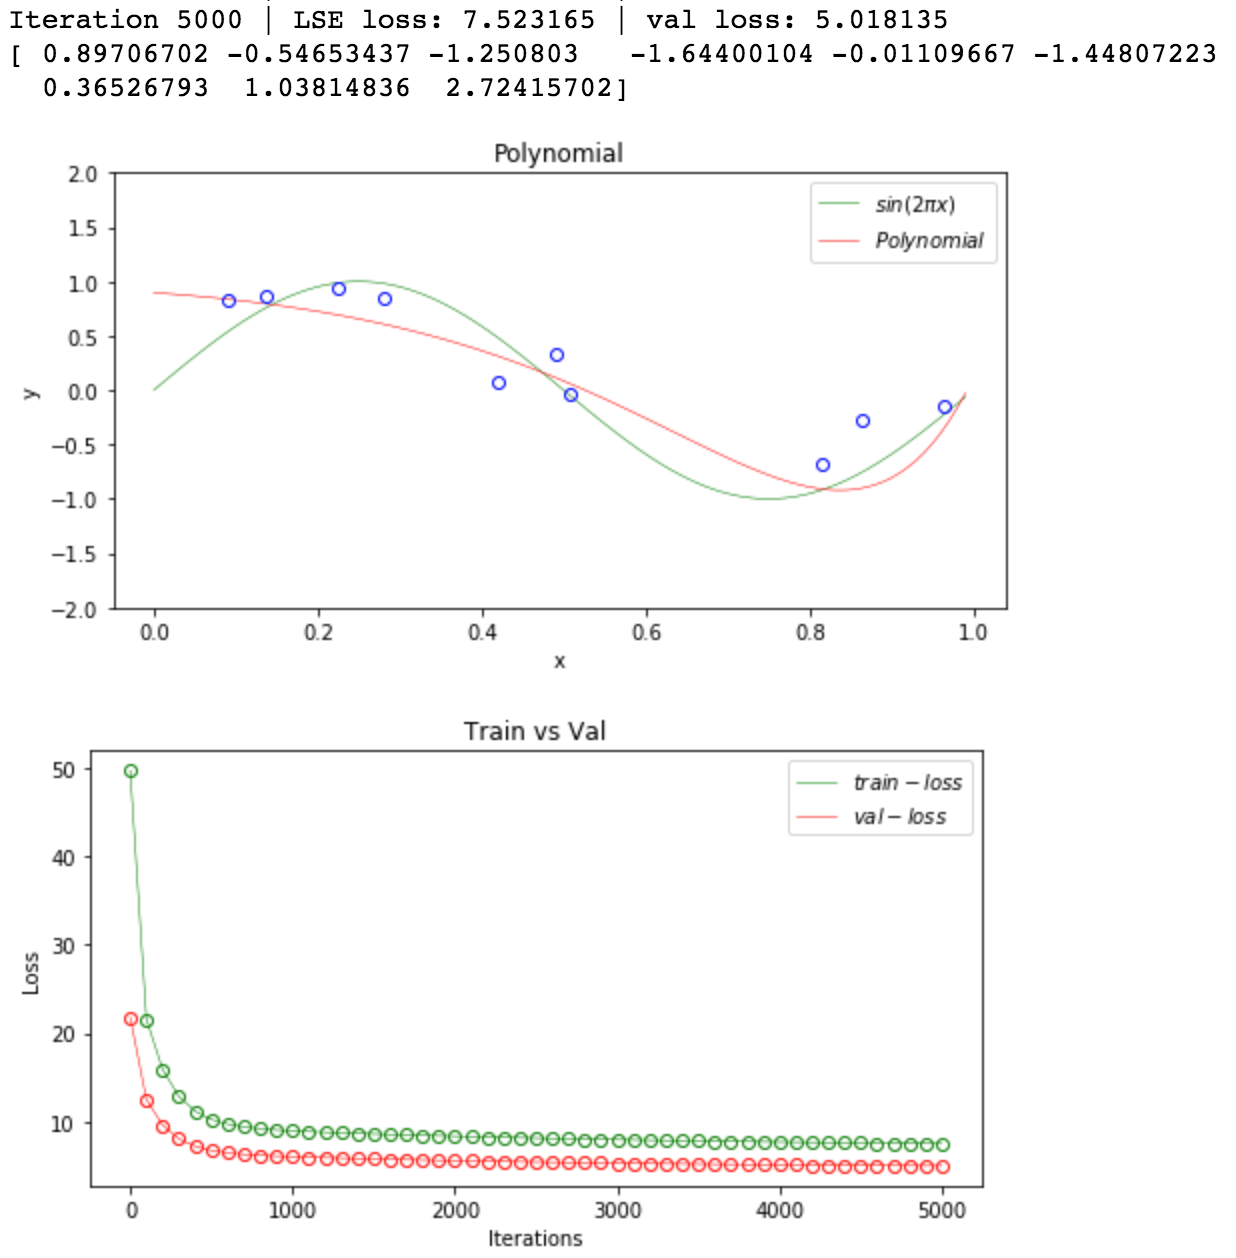 Iteration 5000 | LSE loss: 7.523165 | val loss: 5.018135
[ 0.89706702 -0.54653437 -1.250803   -1.64400104 -0.01109667 -1.44807223
  0.36526793  1.03814836  2.72415702]
Polynomial
2.0
1.5
1.0
0.5
0.0
−0.5
−1.0
−1.5
−2.0
y
sin(2πx)
Polynomial
0.0 0.2 0.4 0.6 0.8 1.0
x
Train vs Val
50
40
30
20
10
Loss
train − loss
val − loss
0 1000 2000 3000 4000 5000
Iterations